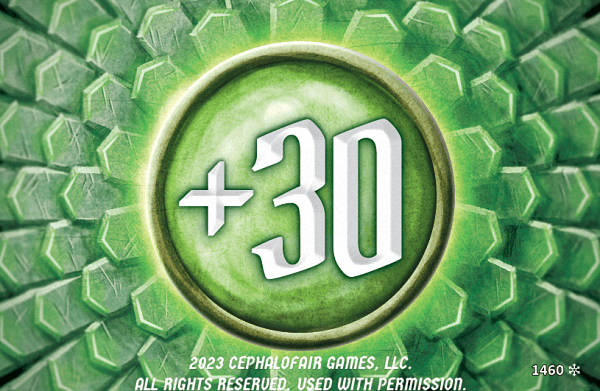 +30
2023 CEPHALOFAIR GAMES, LLC.
ALL RIGHTS RESERVED. USED WITH PERMISSION.
1460 ✻